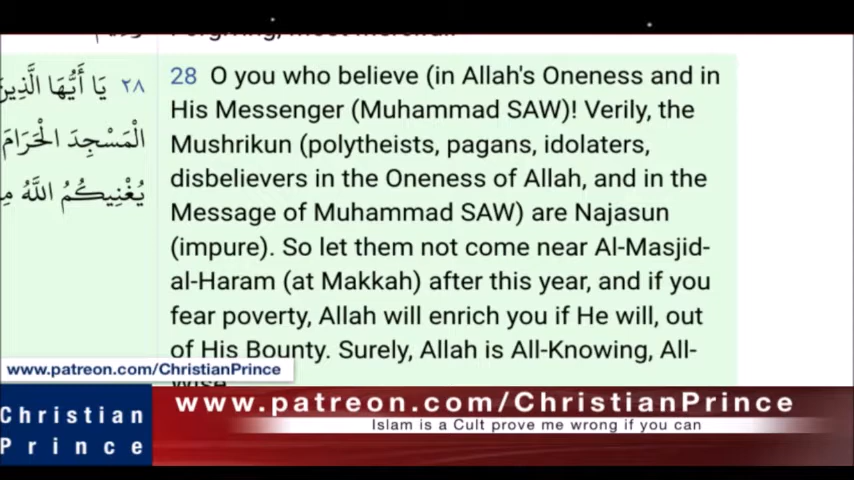 28 O you who believe (in Allah's Oneness and in
His Messenger (Muhammad SAW)! Verily, the
Mushrikun (polytheists, pagans, idolaters,
disbelievers in the Oneness of Allah, and in the
Message of Muhammad SAW) are Najasun
(impure). So let them not come near Al-Masjid-
al-Haram (at Makkah) after this year, and if you
fear poverty, Allah will enrich you if He will, out
of His Bounty. Surely, Allah is All-Knowing, All-
wise.
٢٨ يَا أَيُّهَا الَّذِينَ
الْمَسْجِدَ الْحَرَامَ
يُغْنِيكُمُ اللَّهُ
www.patreon.com/ChristianPrince
Christian
Prince
www.patreon.com/ChristianPrince
Islam is a Cult prove me wrong if you can